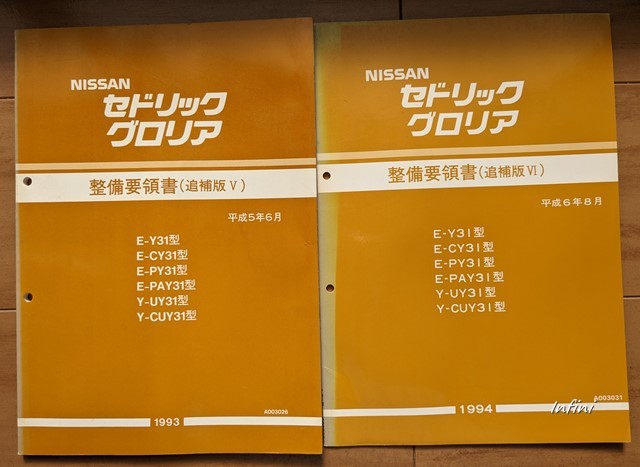 NISSAN
セドリック
グロリア
整備要領書(追補版 V)
平成5年6月
E-Y31型
E-CY31型
E-PY31型
E-PAY31型
Y-UY31型
Y-CUY31型
A003026
1993
NISSAN
セドリック
グロリア
整備要領書(追補版 VI)
平成6年8月
E-Y31型
E-CY31型
E-PY31型
E-PAY31型
Y-UY31型
Y-CUY31型
A003031
1994
Infini